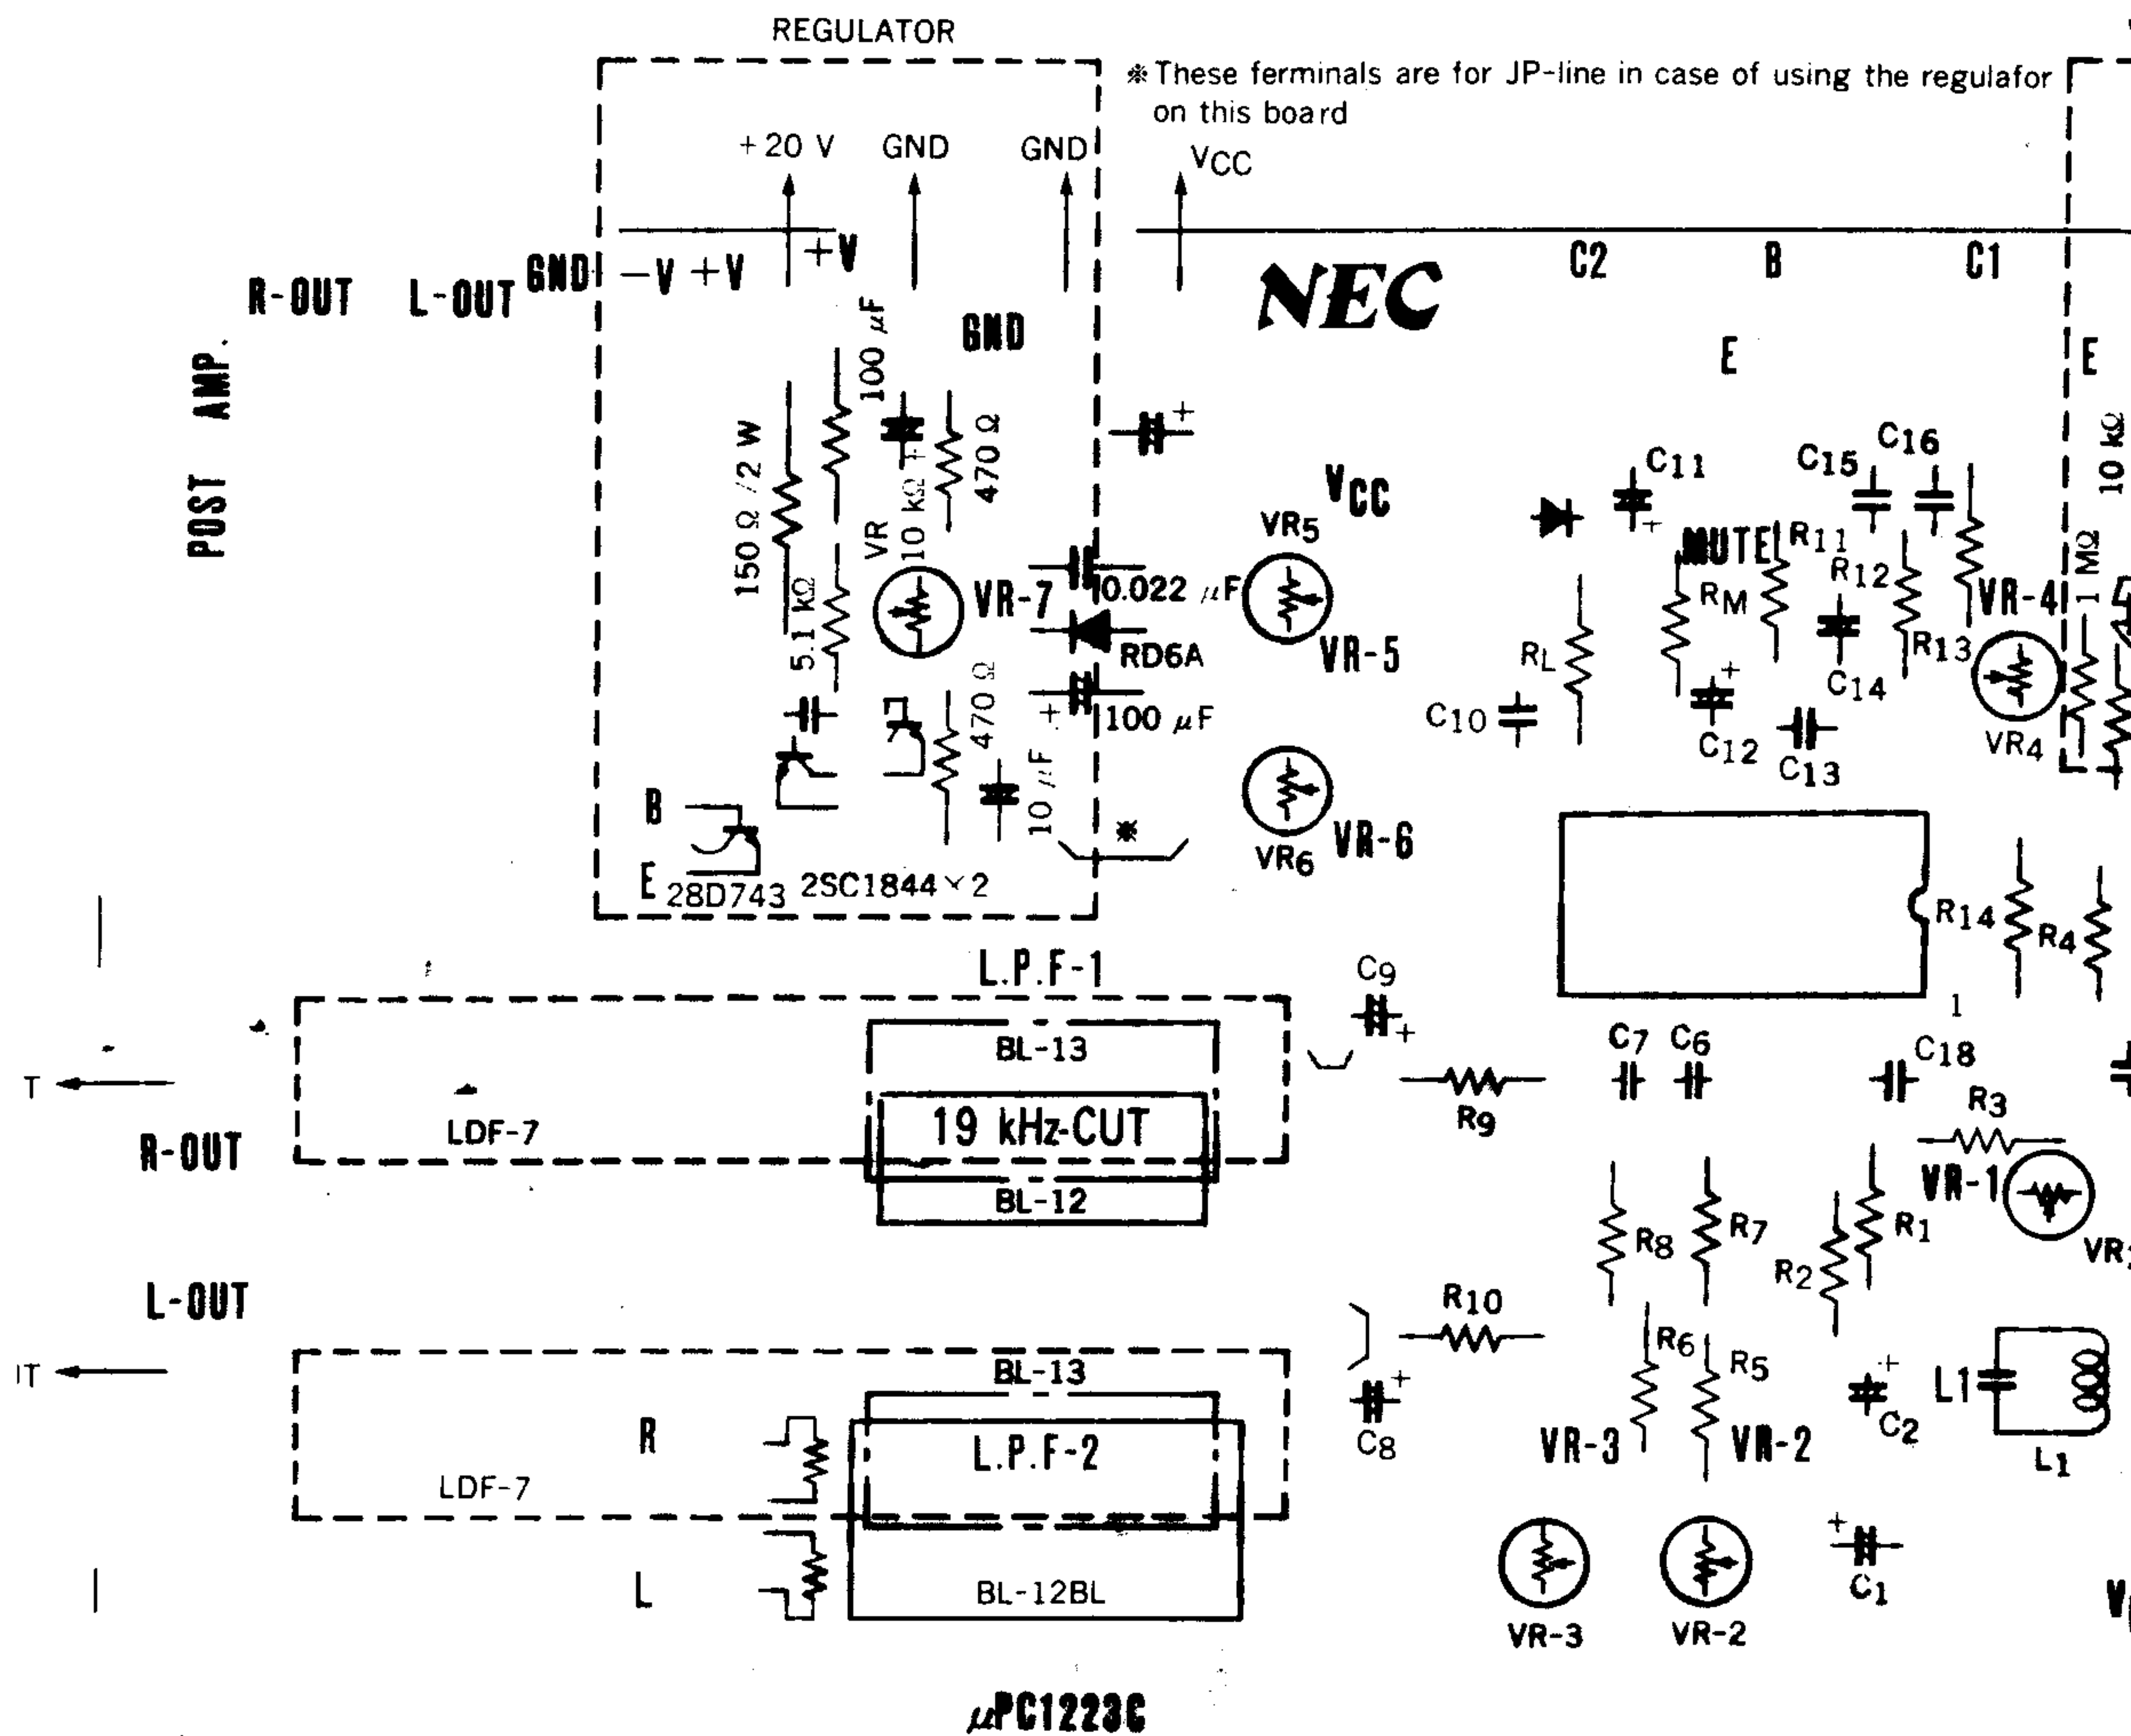 REGULATOR
※ These ferminals are for JP-line in case of using the regulafor
on this board
+20 V GND GND VCC
C2 B C1
R-OUT L-OUT GND -V +V +V
NEC
GND
E E
POST AMP.
100 μF
150 Ω /2 W
VR
10 kΩ
470 Ω
+
VCC
C11 C15 C16
10 kΩ
+
MUTE
R11
R12
1 MΩ
5.1 kΩ
VR-7
0.022 μF
RD6A
VR5
VR-5
RL
RM
R13
VR-4
C14
VR4
470 Ω
+
100 μF
10 μF
C10
+
C12
C13
B
※
VR6
VR-6
E 28D743 2SC1844×2
R14 R4
1
L.P.F-1
C9
+
BL-13
C7 C6 C18
T
LDF-7
19 kHz-CUT
R9
R3
R-OUT
BL-12
VR-1
R8 R7 R2 R1
L-OUT
R10
R6 R5
BL-13
+
C8
+
C2
L1
L1
R
L.P.F-2
VR-3 VR-2
LDF-7
L
BL-12BL
+
C1
VR-3 VR-2
μPC1223C